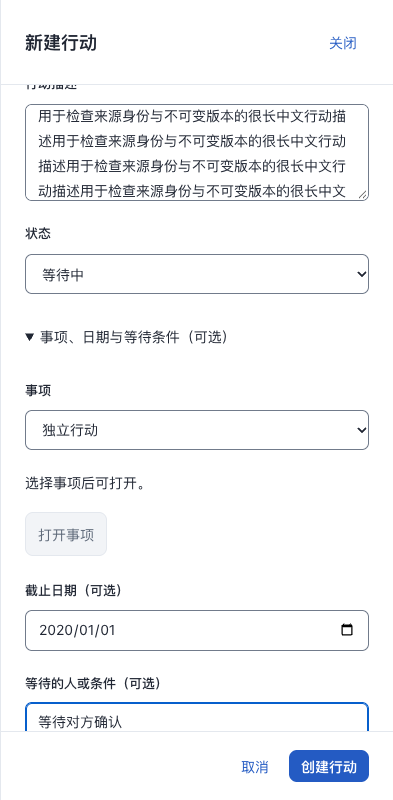 新建行动
关闭
行动描述
用于检查来源身份与不可变版本的很长中文行动描
述用于检查来源身份与不可变版本的很长中文行动
描述用于检查来源身份与不可变版本的很长中文行
动描述用于检查来源身份与不可变版本的很长中文
状态
等待中
▼ 事项、日期与等待条件（可选）
事项
独立行动
选择事项后可打开。
打开事项
截止日期（可选）
2020/01/01
等待的人或条件（可选）
等待对方确认
取消
创建行动